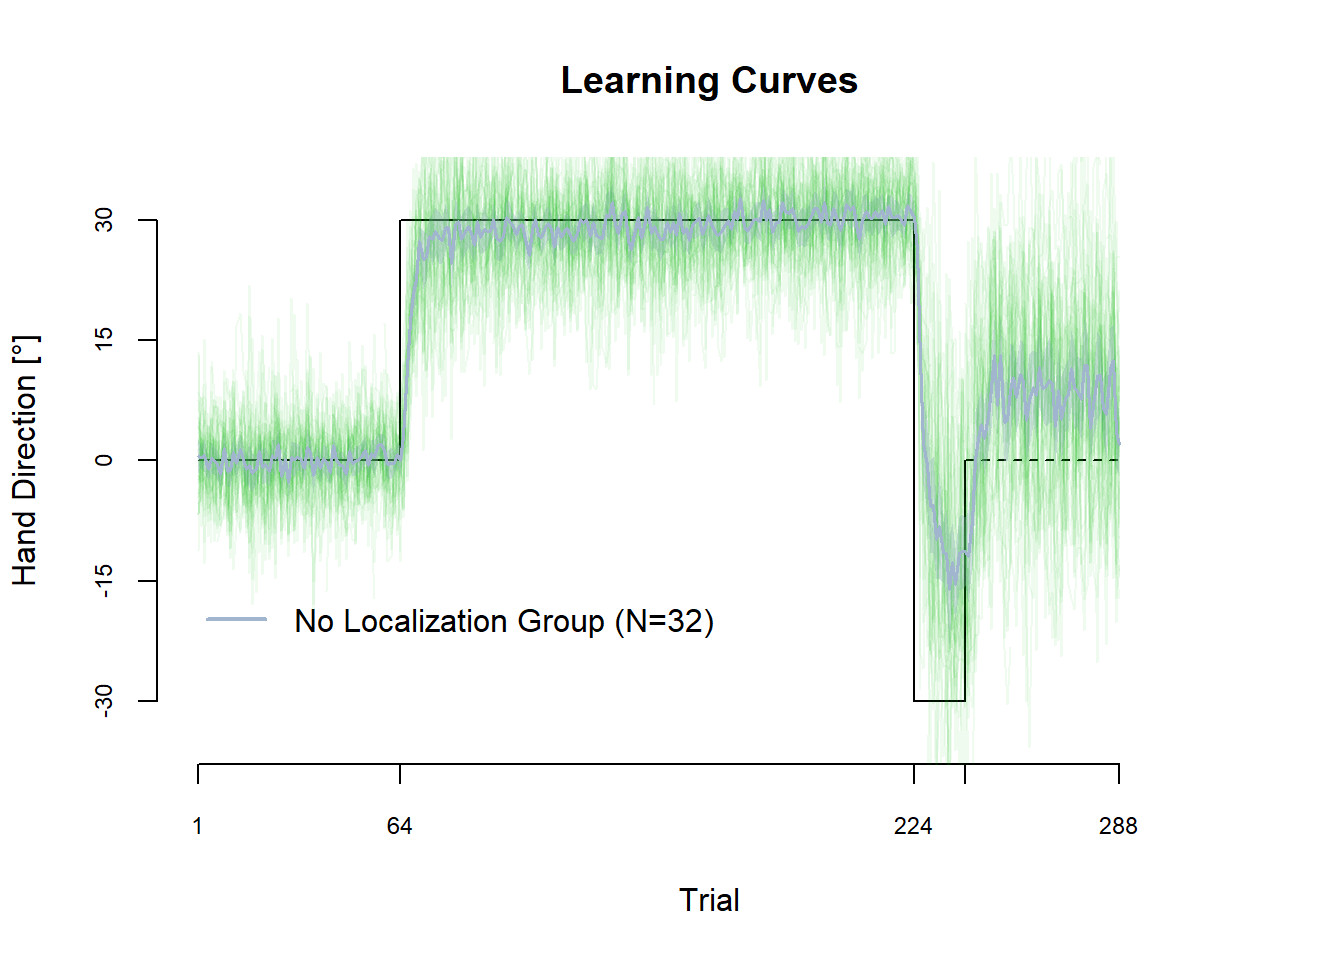 Learning Curves
Hand Direction [°]
30
15
0
-15
-30
No Localization Group (N=32)
1 64 224 288
Trial